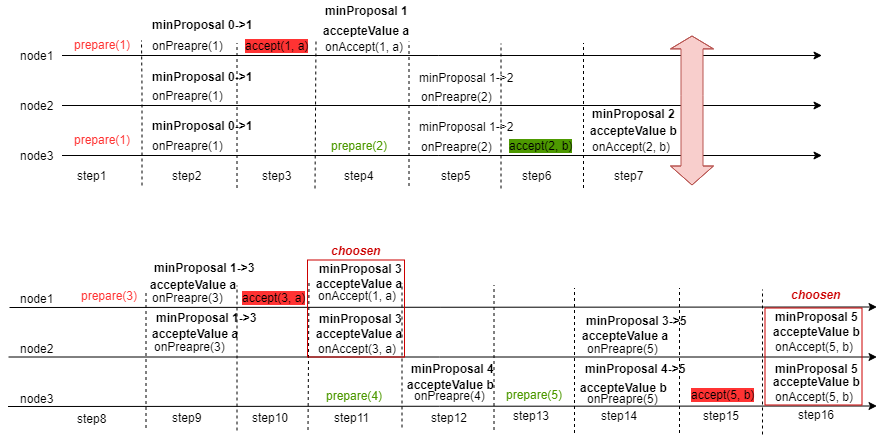 minProposal 1
minProposal 0->1
accepteValue a
prepare(1)
onPreapre(1)
accept(1, a)
onAccept(1, a)
node1
minProposal 0->1
minProposal 1->2
onPreapre(1)
onPreapre(2)
node2
minProposal 2
minProposal 0->1
minProposal 1->2
accepteValue b
prepare(1)
onPreapre(1)
prepare(2)
onPreapre(2)
accept(2, b)
onAccept(2, b)
node3
step1
step2
step3
step4
step5
step6
step7
choosen
minProposal 1->3
minProposal 3
accepteValue a
accepteValue a
choosen
prepare(3)
onPreapre(3)
accept(3, a)
onAccept(1, a)
node1
minProposal 1->3
minProposal 3
minProposal 3->5
minProposal 5
accepteValue a
accepteValue a
accepteValue a
accepteValue b
onPreapre(3)
onAccept(3, a)
onPreapre(5)
onAccept(5, b)
node2
minProposal 4
minProposal 4->5
minProposal 5
accepteValue b
accepteValue b
accepteValue b
prepare(4)
onPreapre(4)
prepare(5)
onPreapre(5)
accept(5, b)
onAccept(5, b)
node3
step8
step9
step10
step11
step12
step13
step14
step15
step16